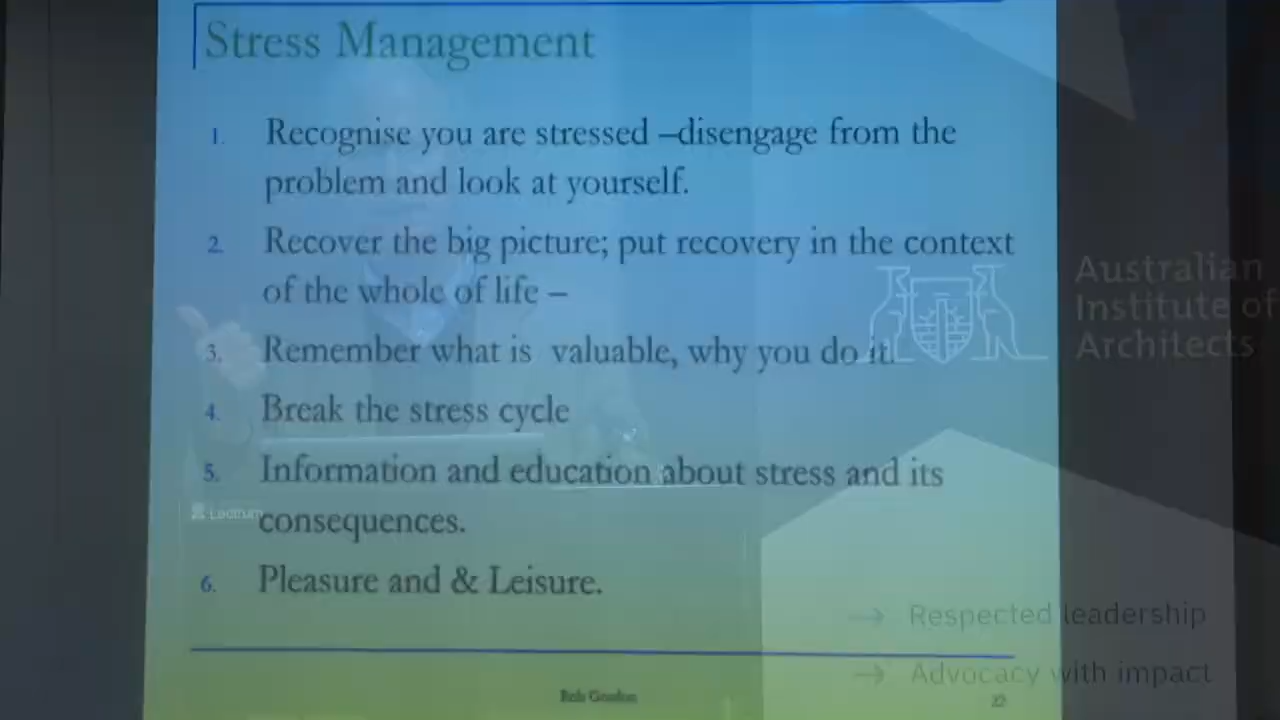 Stress Management
1. Recognise you are stressed –disengage from the
problem and look at yourself.
2. Recover the big picture; put recovery in the context
of the whole of life –
3. Remember what is valuable, why you do it.
4. Break the stress cycle
5. Information and education about stress and its
consequences.
6. Pleasure and & Leisure.
Rob Gordon
Australian
Institute of
Architects
→ Respected leadership
→ Advocacy with impact